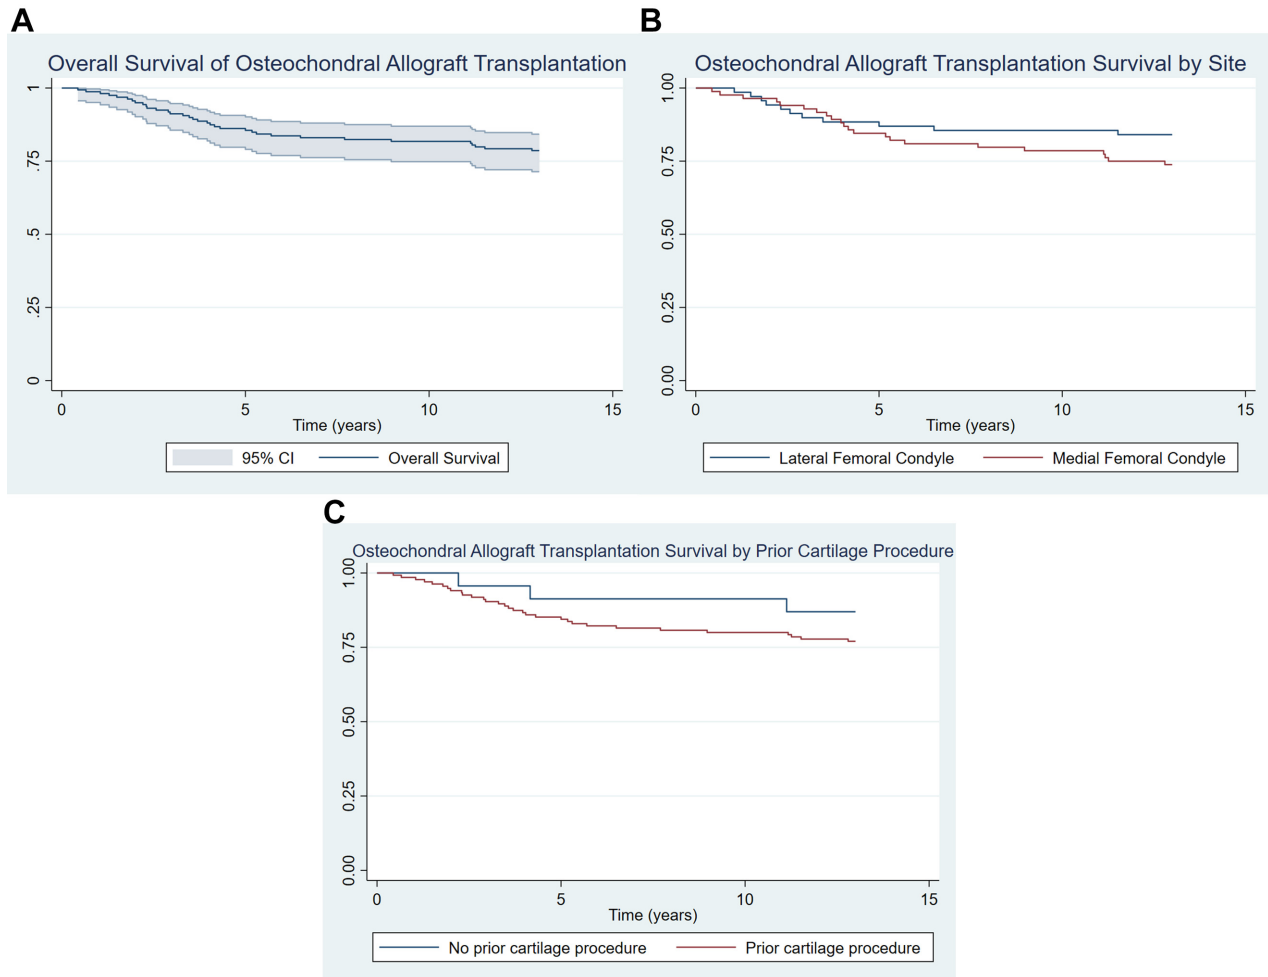 A
Overall Survival of Osteochondral Allograft Transplantation
1
.75
.5
.25
0
0 5 10 15
Time (years)
95% CI Overall Survival
B
Osteochondral Allograft Transplantation Survival by Site
1.00
0.75
0.50
0.25
0.00
0 5 10 15
Time (years)
Lateral Femoral Condyle Medial Femoral Condyle
C
Osteochondral Allograft Transplantation Survival by Prior Cartilage Procedure
1.00
0.75
0.50
0.25
0.00
0 5 10 15
Time (years)
No prior cartilage procedure Prior cartilage procedure